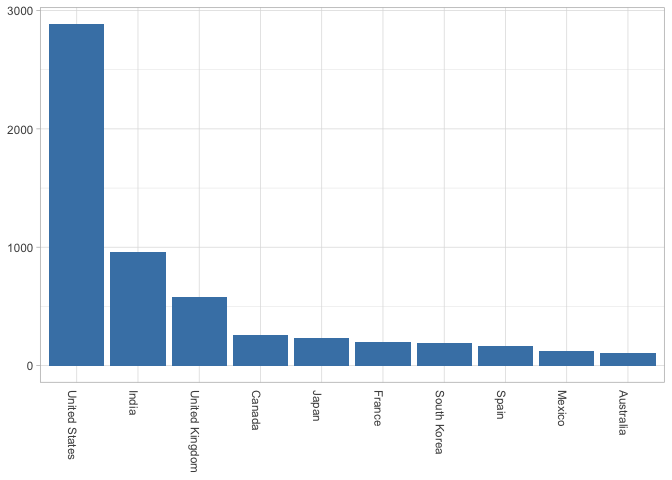 3000
2000
1000
0
United States
India
United Kingdom
Canada
Japan
France
South Korea
Spain
Mexico
Australia